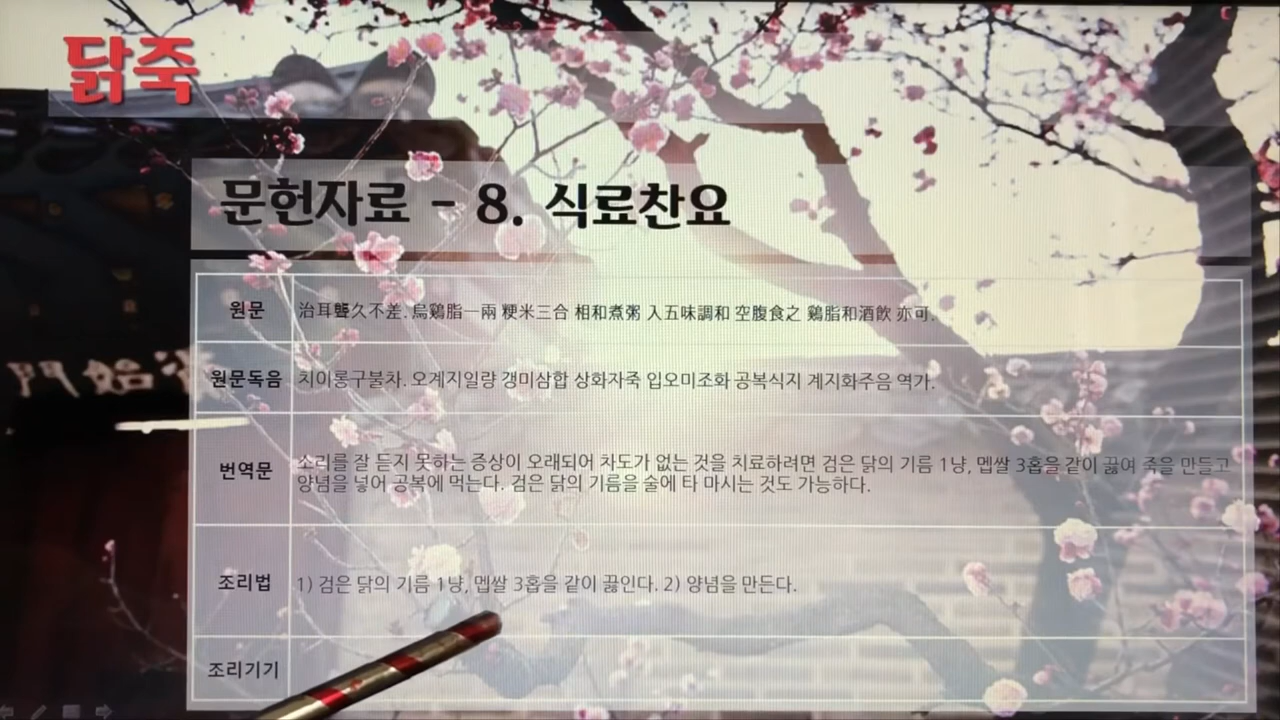 닭죽
문헌자료 - 8. 식료찬요
원문
治耳聾久不差. 烏鷄脂一兩 粳米三合 相和煮粥 入五味調和 空腹食之 鷄脂和酒飮 亦可.
원문독음
치이롱구불차. 오계지일량 갱미삼합 상화자죽 입오미조화 공복식지 계지화주음 역가.
번역문
소리를 잘 듣지 못하는 증상이 오래되어 차도가 없는 것을 치료하려면 검은 닭의 기름 1냥, 멥쌀 3홉을 같이 끓여 죽을 만들고
양념을 넣어 공복에 먹는다. 검은 닭의 기름을 술에 타 마시는 것도 가능하다.
조리법
1) 검은 닭의 기름 1냥, 멥쌀 3홉을 같이 끓인다. 2) 양념을 만든다.
조리기기
門始